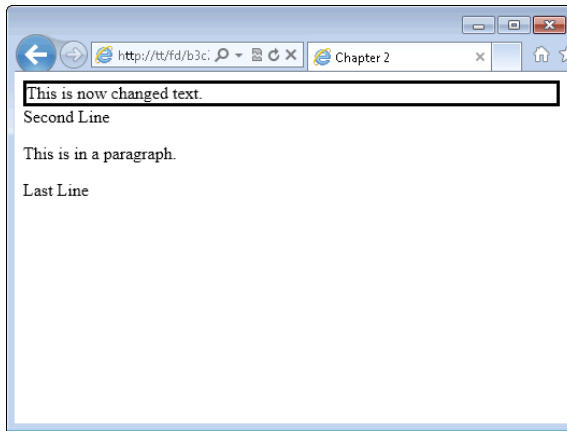 http://tt/fd/b3c
Chapter 2
This is now changed text.
Second Line
This is in a paragraph.
Last Line